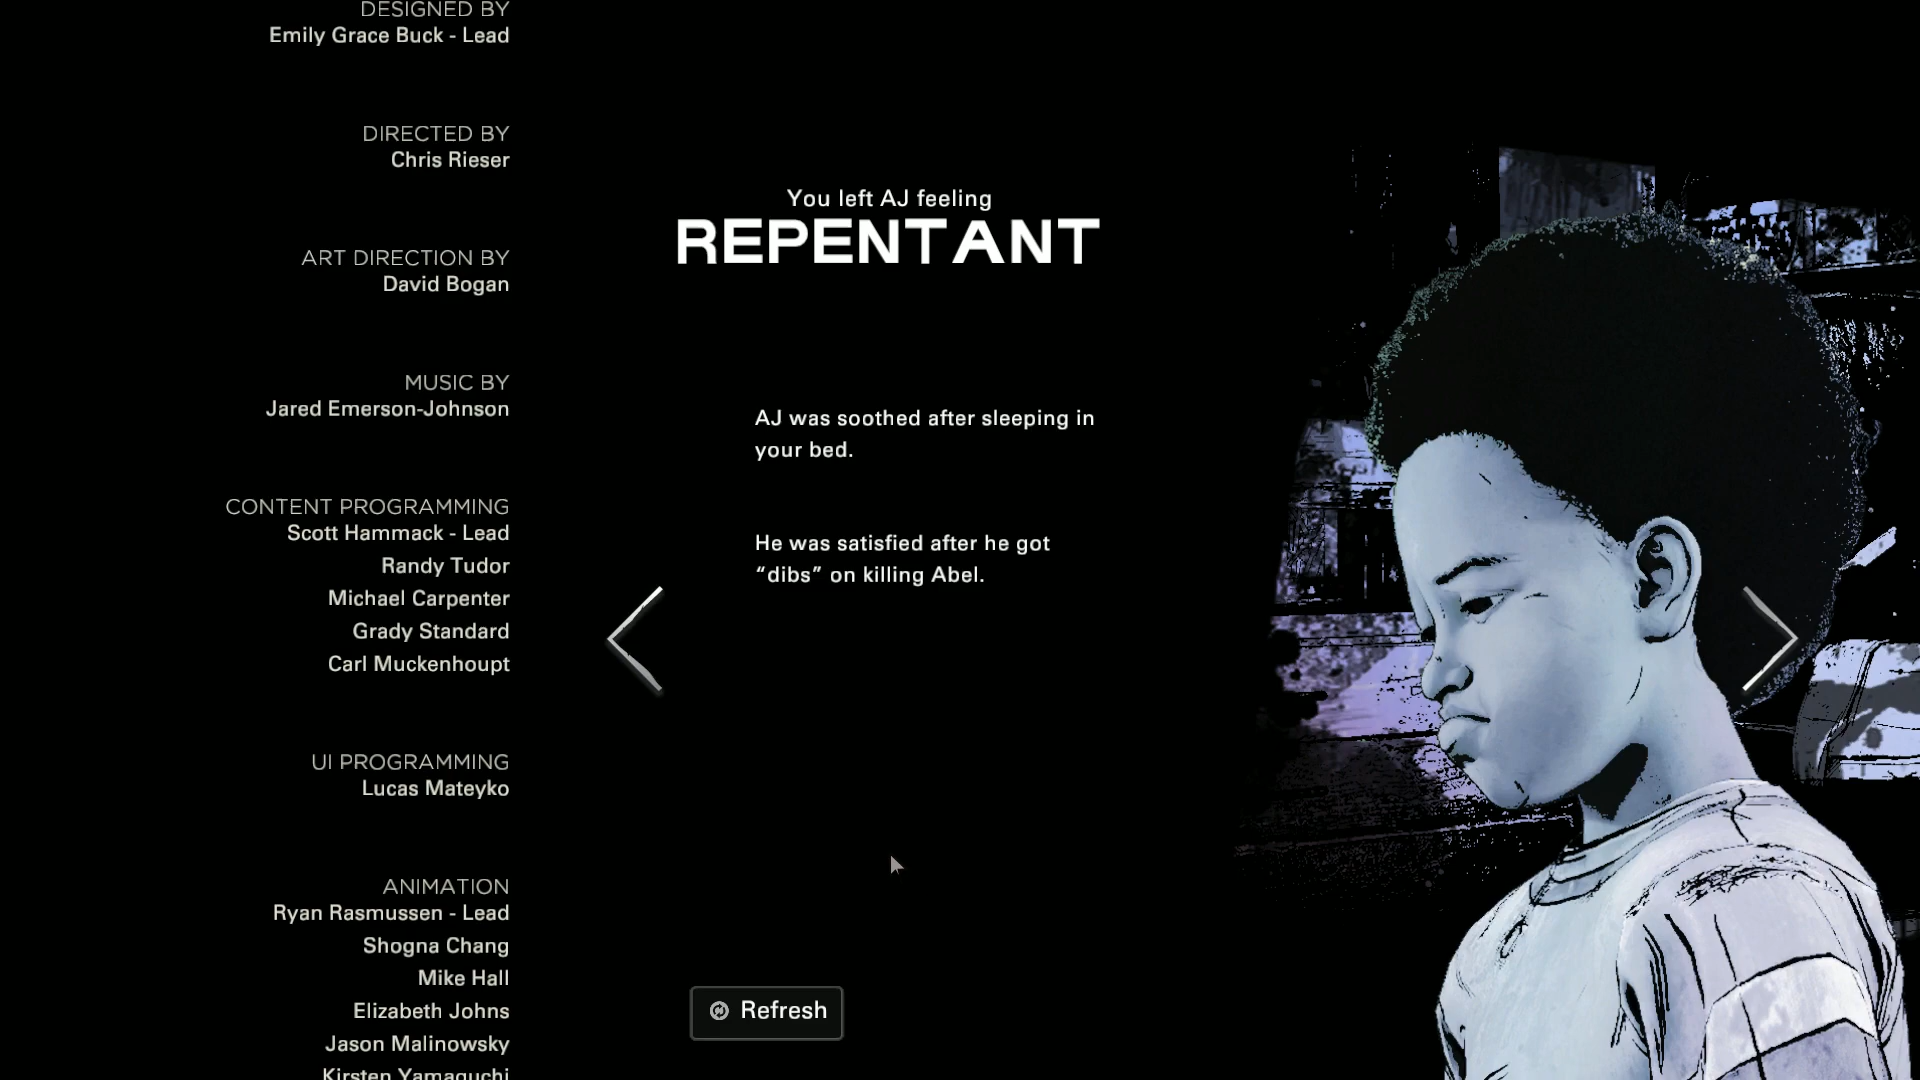 DESIGNED BY
Emily Grace Buck - Lead
DIRECTED BY
Chris Rieser
ART DIRECTION BY
David Bogan
MUSIC BY
Jared Emerson-Johnson
CONTENT PROGRAMMING
Scott Hammack - Lead
Randy Tudor
Michael Carpenter
Grady Standard
Carl Muckenhoupt
UI PROGRAMMING
Lucas Mateyko
ANIMATION
Ryan Rasmussen - Lead
Shogna Chang
Mike Hall
Elizabeth Johns
Jason Malinowsky
Kirsten Yamaguchi
You left AJ feeling
REPENTANT
AJ was soothed after sleeping in
your bed.
He was satisfied after he got
“dibs” on killing Abel.
Refresh